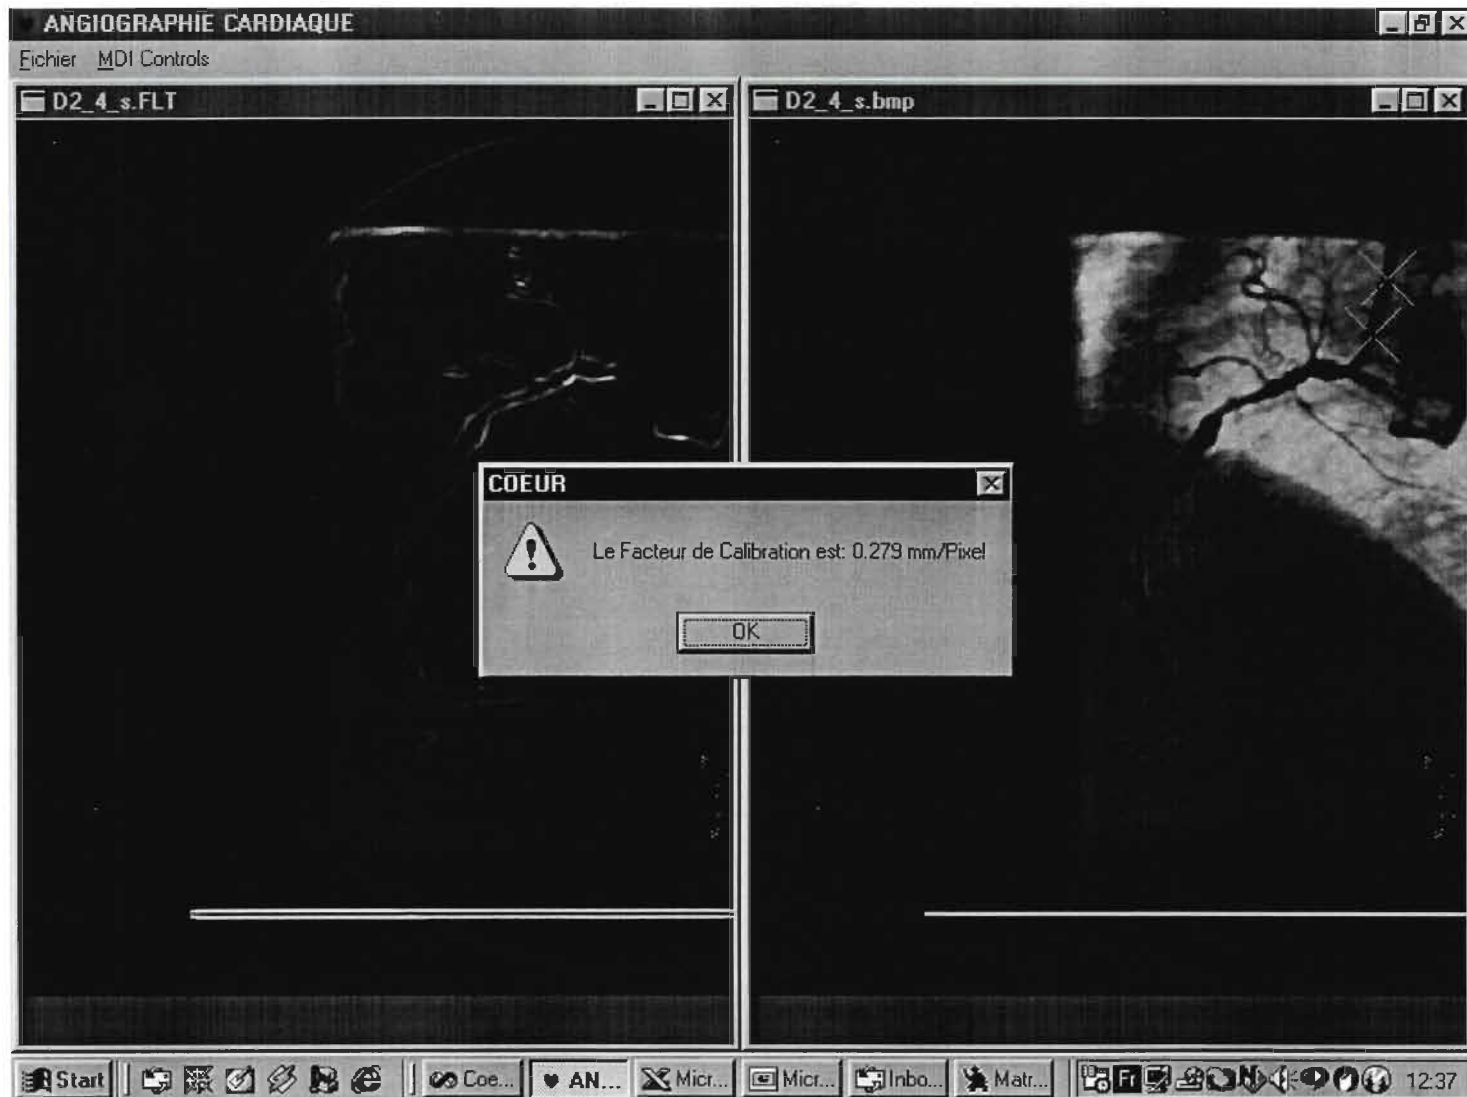 ANGIOGRAPHIE CARDIAQUE
Fichier MDI Controls
D2_4_s.FLT
D2_4_s.bmp
COEUR
Le Facteur de Calibration est: 0.279 mm/Pixel
OK
Start
Coe...
AN...
Micr...
Micr...
Inbo...
Matr...
Fr
12:37